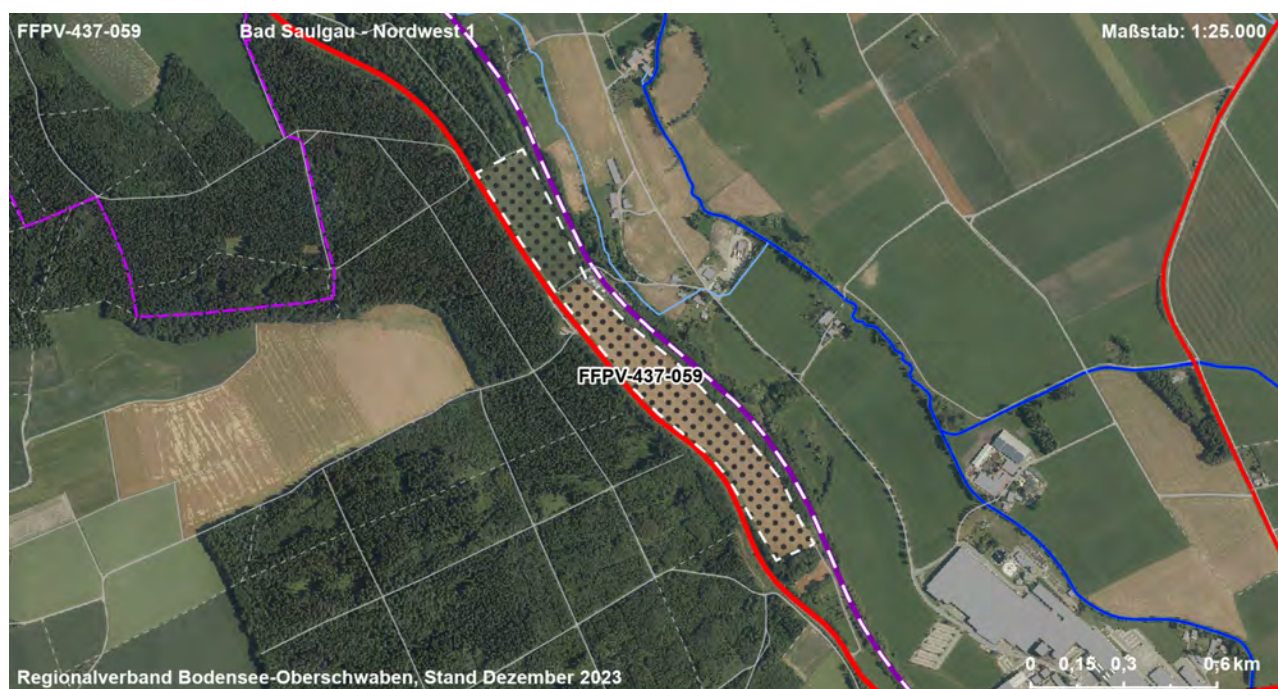 FFPV-437-059
Bad Saulgau - Nordwest 1
Maßstab: 1:25.000
FFPV-437-059
Regionalverband Bodensee-Oberschwaben, Stand Dezember 2023
0 0,15 0,3 0,6 km